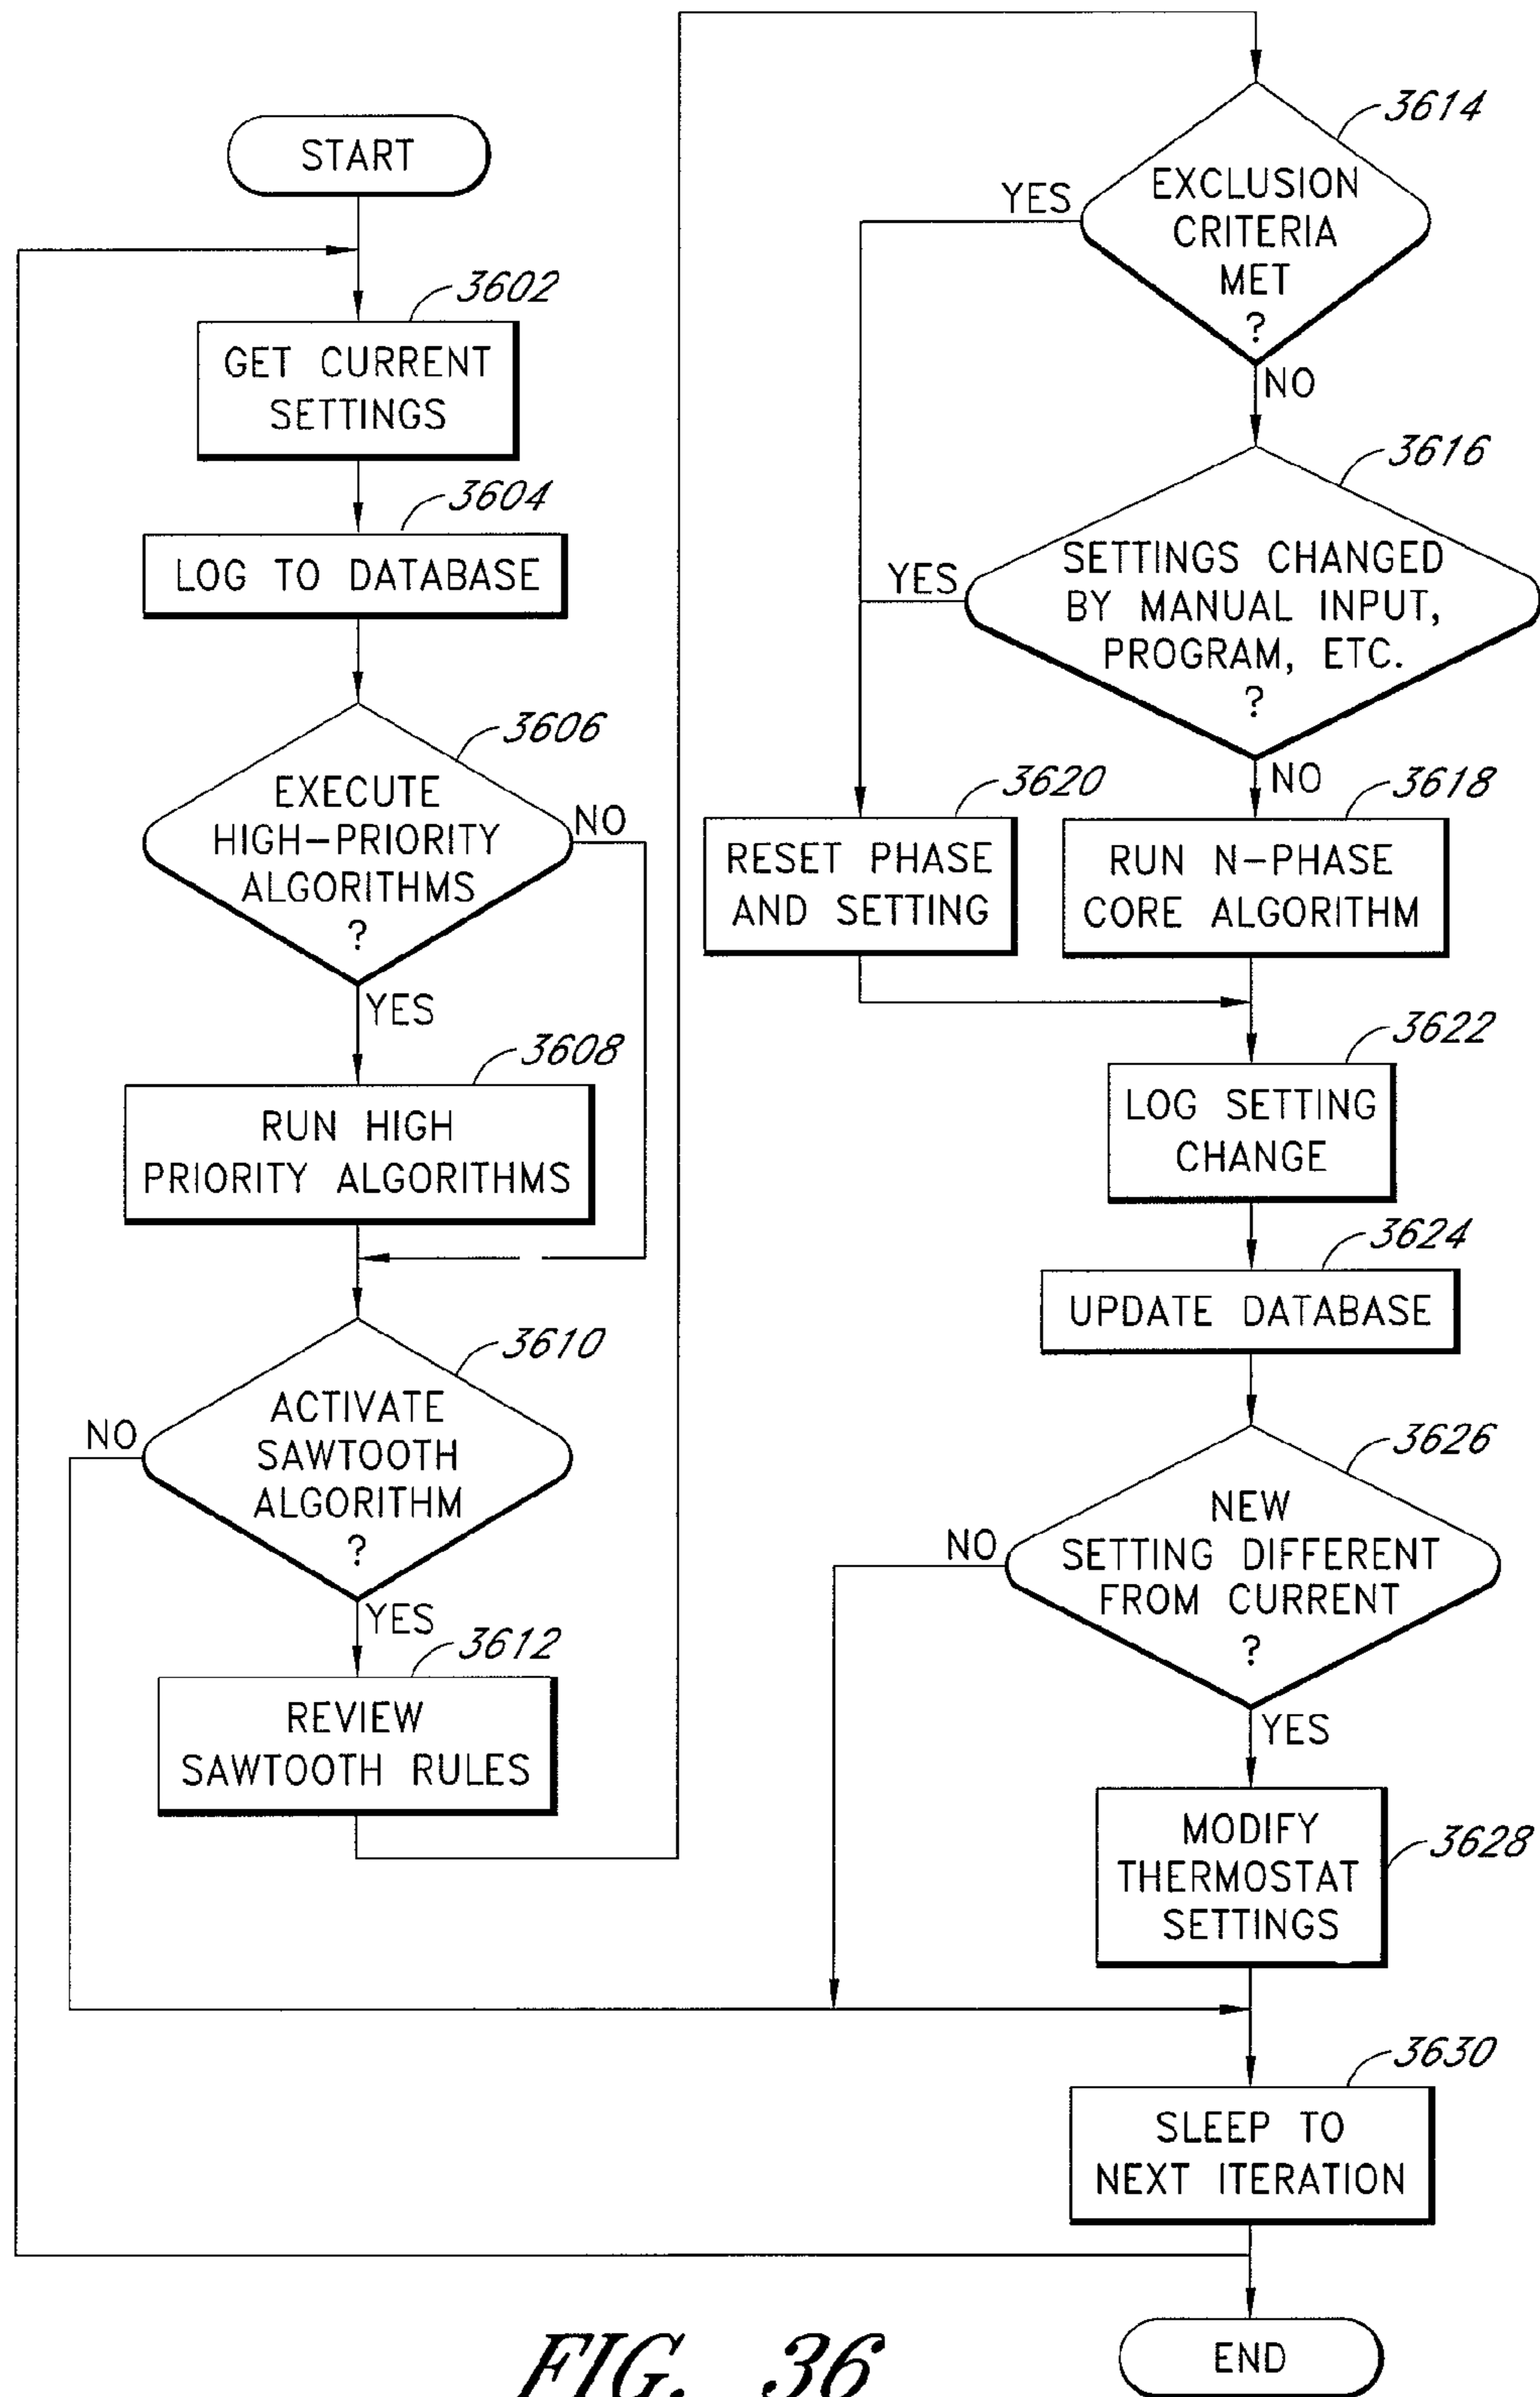 START
3602
GET CURRENT
SETTINGS
3604
LOG TO DATABASE
3606
EXECUTE
HIGH-PRIORITY
ALGORITHMS
?
NO
YES
3608
RUN HIGH
PRIORITY ALGORITHMS
3610
ACTIVATE
SAWTOOTH
ALGORITHM
?
NO
YES
3612
REVIEW
SAWTOOTH RULES
3614
EXCLUSION
CRITERIA
MET
?
YES
NO
3616
SETTINGS CHANGED
BY MANUAL INPUT,
PROGRAM, ETC.
?
YES
NO
3620
RESET PHASE
AND SETTING
3618
RUN N-PHASE
CORE ALGORITHM
3622
LOG SETTING
CHANGE
3624
UPDATE DATABASE
3626
NEW
SETTING DIFFERENT
FROM CURRENT
?
NO
YES
3628
MODIFY
THERMOSTAT
SETTINGS
3630
SLEEP TO
NEXT ITERATION
END
FIG. 36